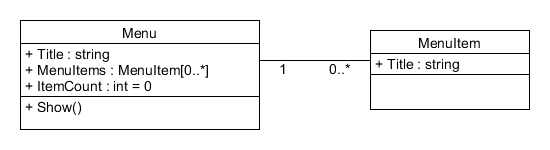 Menu
+ Title : string
+ MenuItems : MenuItem[0..*]
+ ItemCount : int = 0
+ Show()
1
0..*
MenuItem
+ Title : string